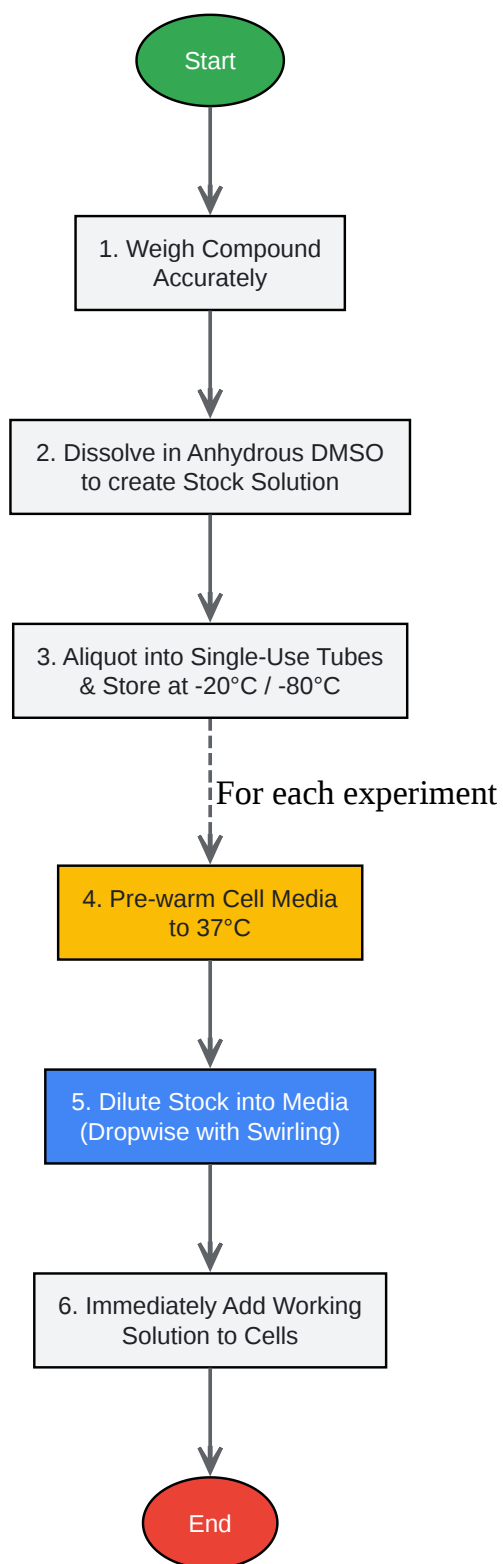 Start
1. Weigh Compound
Accurately
2. Dissolve in Anhydrous DMSO
to create Stock Solution
3. Aliquot into Single-Use Tubes
& Store at -20°C / -80°C
For each experiment
4. Pre-warm Cell Media
to 37°C
5. Dilute Stock into Media
(Dropwise with Swirling)
6. Immediately Add Working
Solution to Cells
End